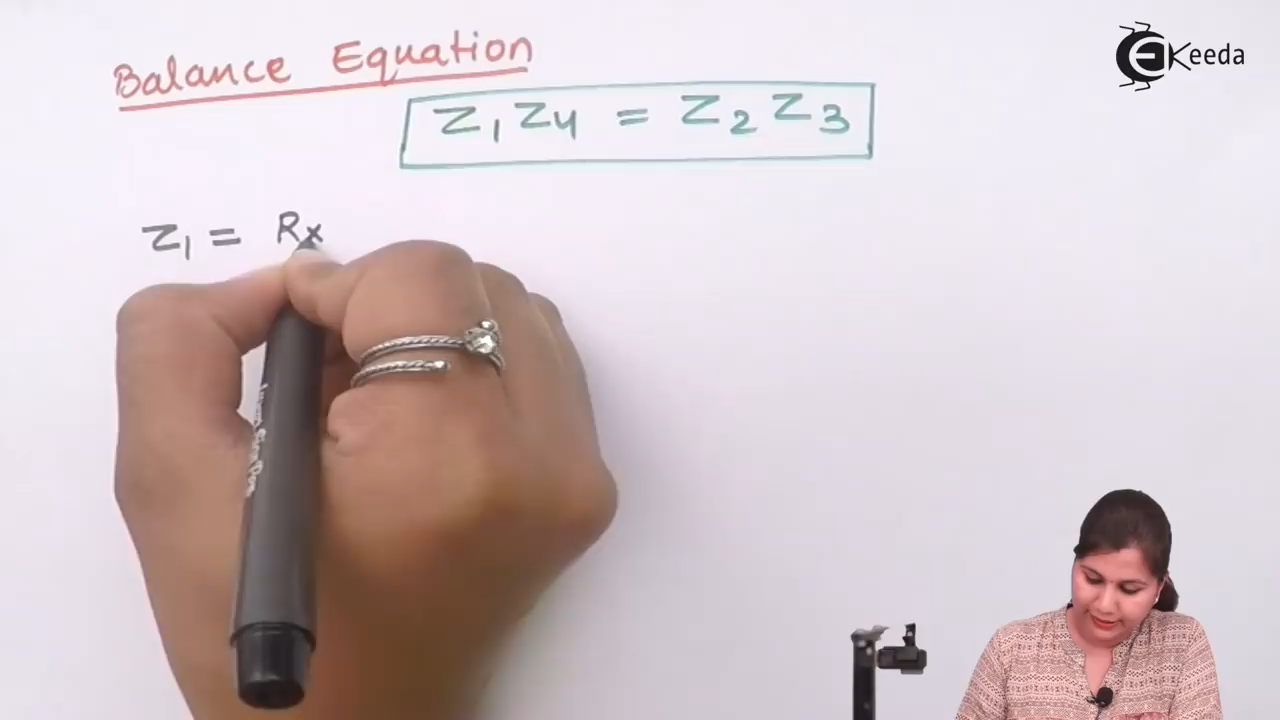 Balance Equation
EKeeda
Z₁Z₄ = Z₂Z₃
Z₁ = Rx